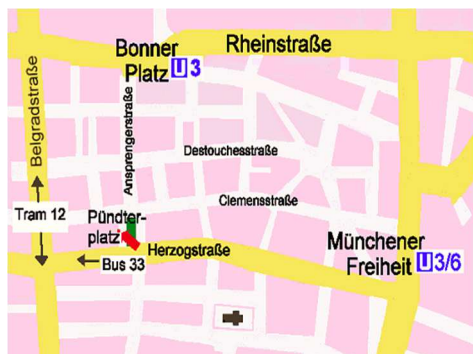 Bonner
Platz U 3
Rheinstraße
Belgradstraße
Ansprengerstraße
Destouchesstraße
Clemensstraße
Tram 12
Pündter-
platz
Herzogstraße
Bus 33
Münchener
Freiheit U 3/6